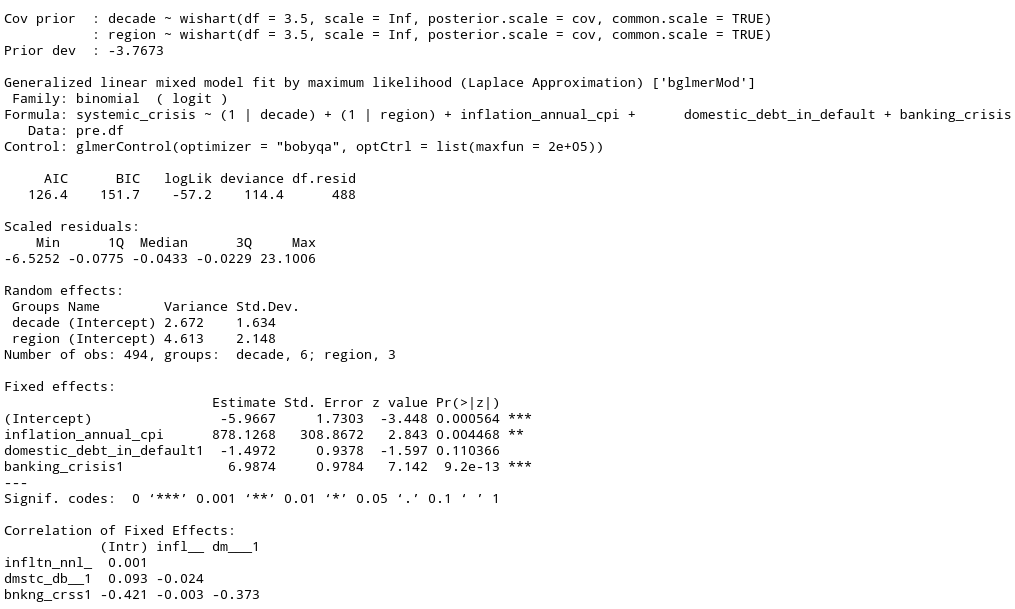 Cov prior  : decade ~ wishart(df = 3.5, scale = Inf, posterior.scale = cov, common.scale = TRUE)
           : region ~ wishart(df = 3.5, scale = Inf, posterior.scale = cov, common.scale = TRUE)
Prior dev  : -3.7673

Generalized linear mixed model fit by maximum likelihood (Laplace Approximation) ['bglmerMod']
 Family: binomial  ( logit )
Formula: systemic_crisis ~ (1 | decade) + (1 | region) + inflation_annual_cpi +      domestic_debt_in_default + banking_crisis
   Data: pre.df
Control: glmerControl(optimizer = "bobyqa", optCtrl = list(maxfun = 2e+05))

     AIC      BIC   logLik deviance df.resid
   126.4    151.7    -57.2    114.4      488

Scaled residuals:
    Min      1Q  Median      3Q     Max
-6.5252 -0.0775 -0.0433 -0.0229 23.1006

Random effects:
 Groups Name        Variance Std.Dev.
 decade (Intercept) 2.672    1.634
 region (Intercept) 4.613    2.148
Number of obs: 494, groups:  decade, 6; region, 3

Fixed effects:
                          Estimate Std. Error z value Pr(>|z|)
(Intercept)                -5.9667     1.7303  -3.448 0.000564 ***
inflation_annual_cpi      878.1268   308.8672   2.843 0.004468 **
domestic_debt_in_default1  -1.4972     0.9378  -1.597 0.110366
banking_crisis1             6.9874     0.9784   7.142  9.2e-13 ***
---
Signif. codes:  0 ‘***’ 0.001 ‘**’ 0.01 ‘*’ 0.05 ‘.’ 0.1 ‘ ’ 1

Correlation of Fixed Effects:
            (Intr) infl__ dm___1
infltn_nnl_  0.001
dmstc_db__1  0.093 -0.024
bnkng_crss1 -0.421 -0.003 -0.373